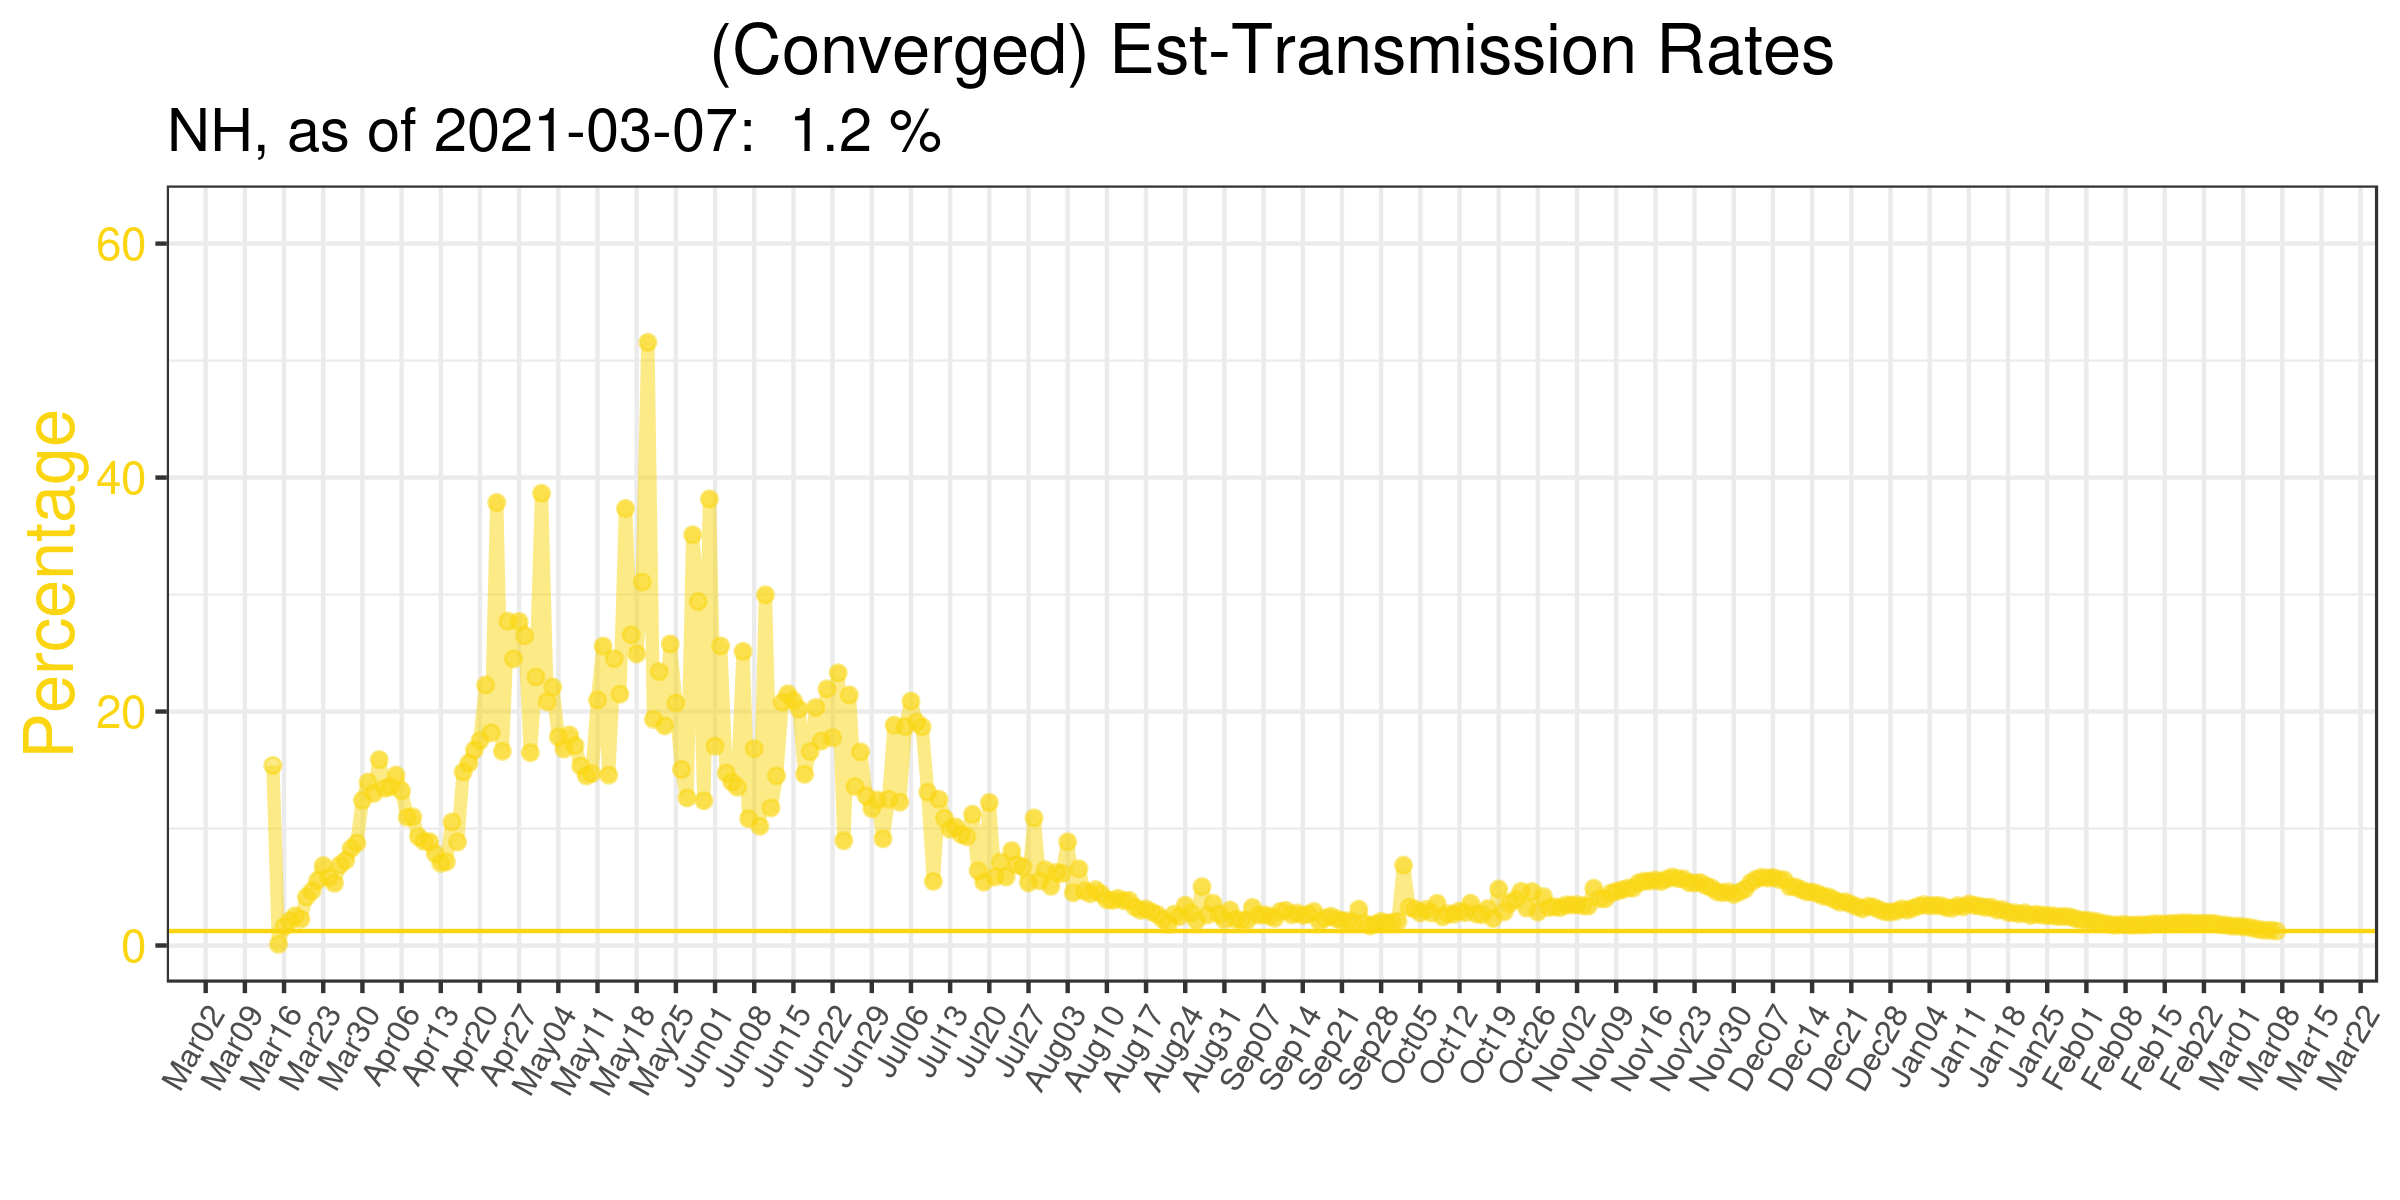 (Converged) Est-Transmission Rates
NH, as of 2021-03-07:  1.2 %
Percentage
60
40
20
0
Mar02
Mar09
Mar16
Mar23
Mar30
Apr06
Apr13
Apr20
Apr27
May04
May11
May18
May25
Jun01
Jun08
Jun15
Jun22
Jun29
Jul06
Jul13
Jul20
Jul27
Aug03
Aug10
Aug17
Aug24
Aug31
Sep07
Sep14
Sep21
Sep28
Oct05
Oct12
Oct19
Oct26
Nov02
Nov09
Nov16
Nov23
Nov30
Dec07
Dec14
Dec21
Dec28
Jan04
Jan11
Jan18
Jan25
Feb01
Feb08
Feb15
Feb22
Mar01
Mar08
Mar15
Mar22